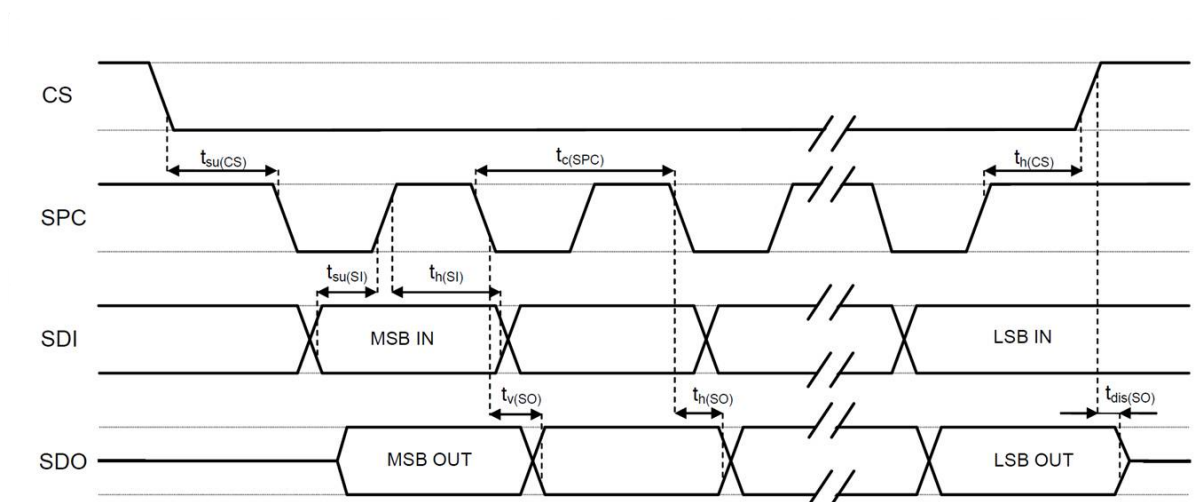 CS
tsu(CS)
tc(SPC)
th(CS)
SPC
tsu(SI)
th(SI)
SDI
MSB IN
LSB IN
tv(SO)
th(SO)
tdis(SO)
SDO
MSB OUT
LSB OUT